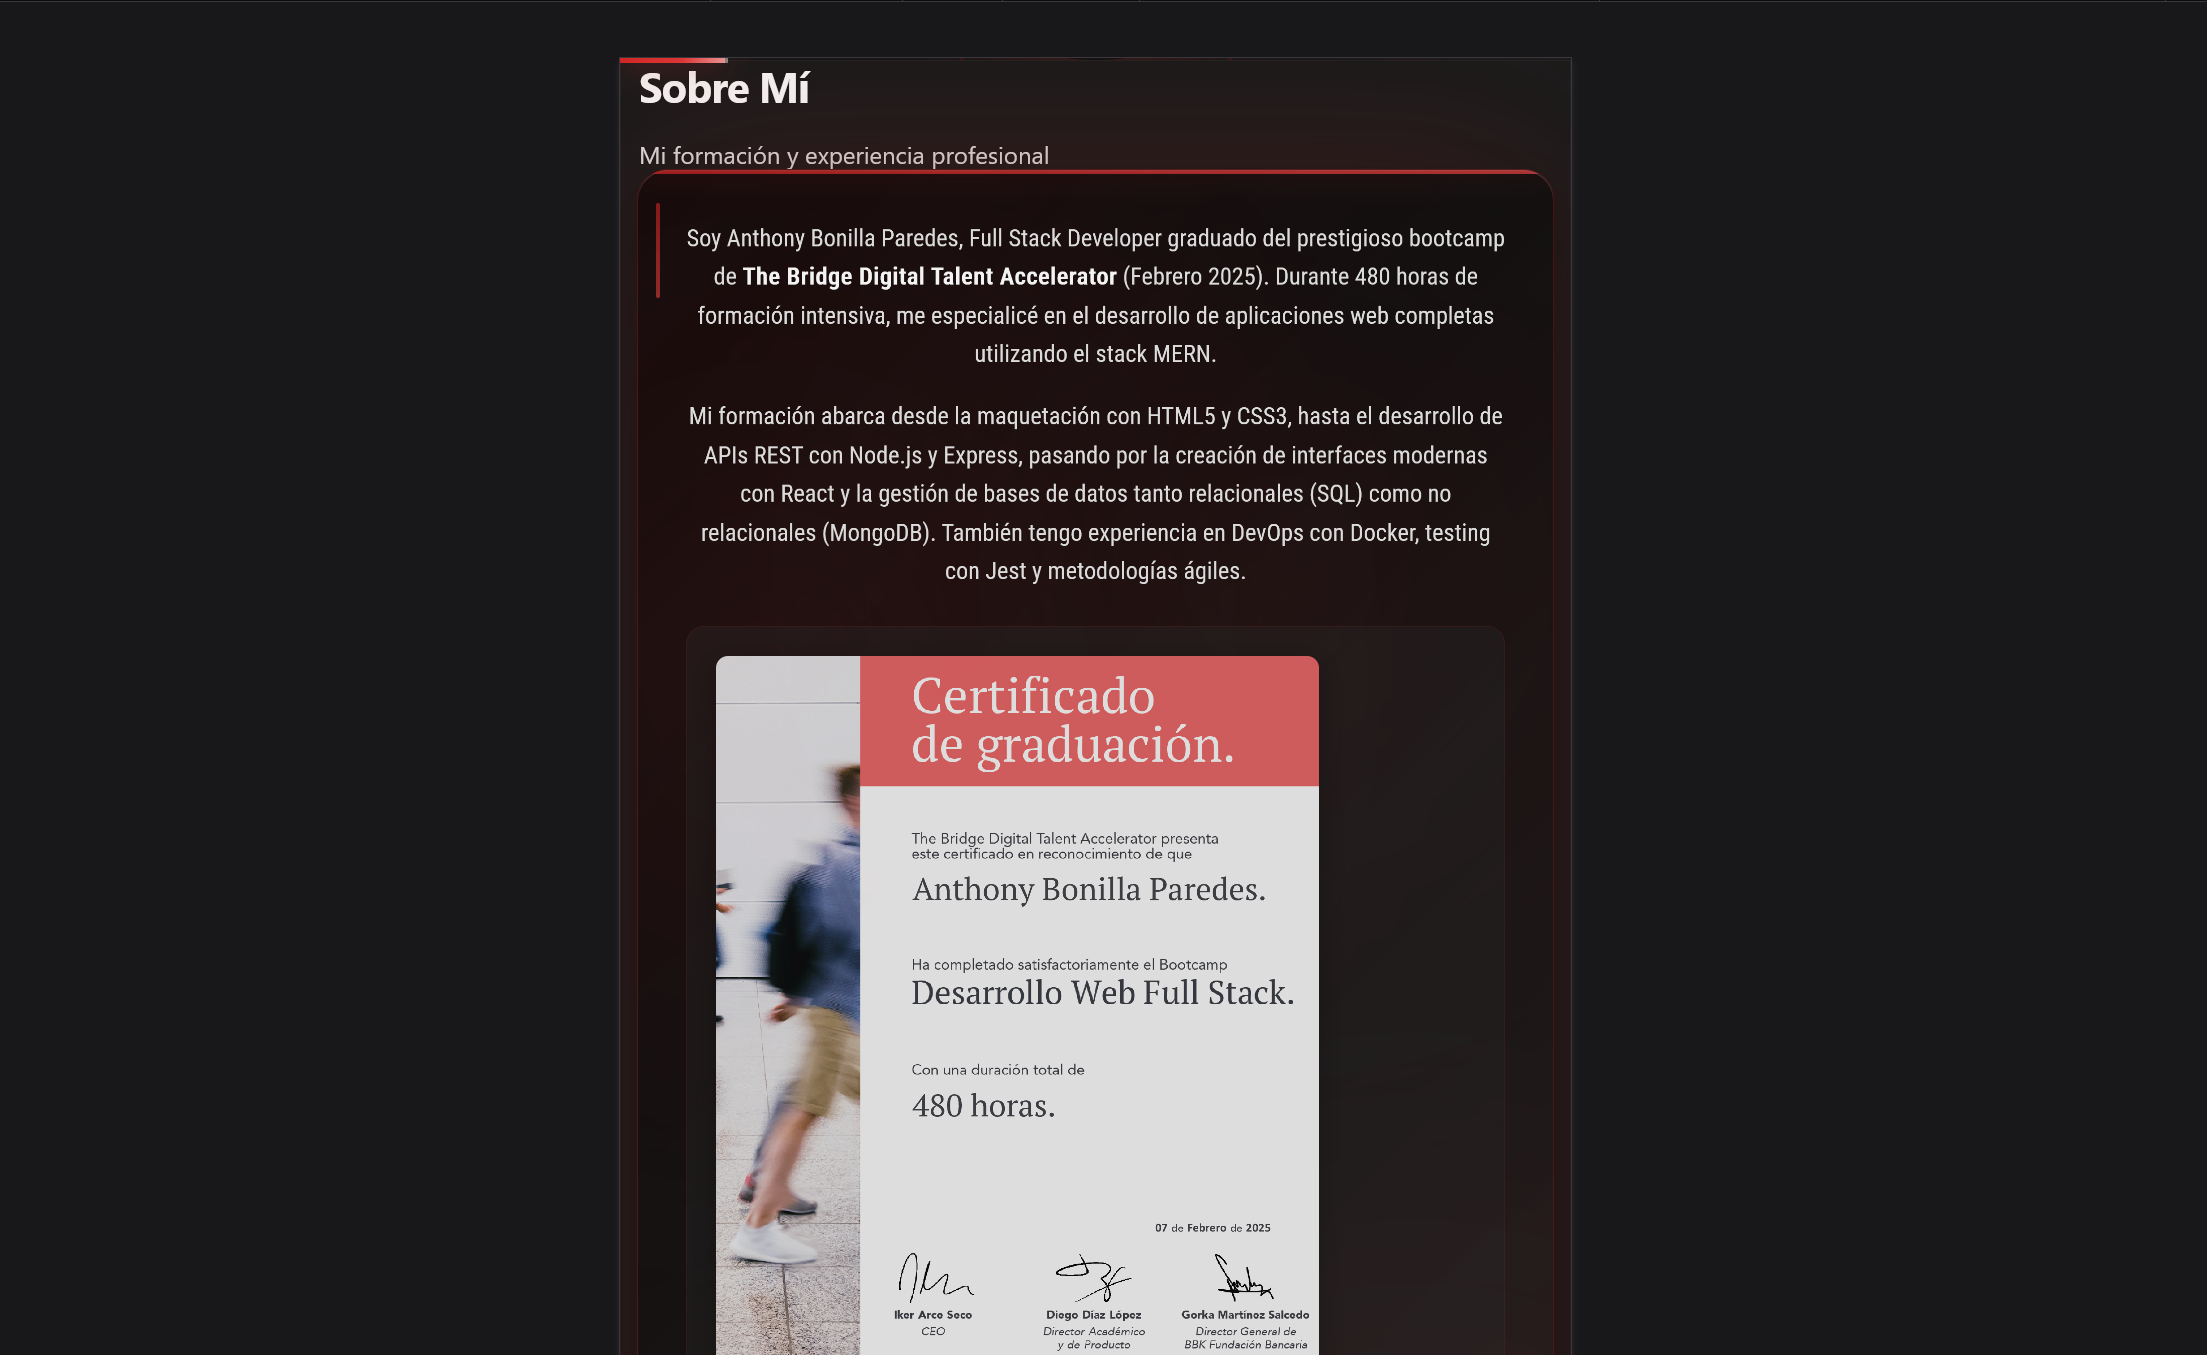 Sobre Mí
Mi formación y experiencia profesional
Soy Anthony Bonilla Paredes, Full Stack Developer graduado del prestigioso bootcamp
de The Bridge Digital Talent Accelerator (Febrero 2025). Durante 480 horas de
formación intensiva, me especialicé en el desarrollo de aplicaciones web completas
utilizando el stack MERN.
Mi formación abarca desde la maquetación con HTML5 y CSS3, hasta el desarrollo de
APIs REST con Node.js y Express, pasando por la creación de interfaces modernas
con React y la gestión de bases de datos tanto relacionales (SQL) como no
relacionales (MongoDB). También tengo experiencia en DevOps con Docker, testing
con Jest y metodologías ágiles.
Certificado
de graduación.
The Bridge Digital Talent Accelerator presenta
este certificado en reconocimiento de que
Anthony Bonilla Paredes.
Ha completado satisfactoriamente el Bootcamp
Desarrollo Web Full Stack.
Con una duración total de
480 horas.
07 de Febrero de 2025
Iker Arce Seco
CEO
Diego Díaz López
Director Académico
y de Producto
Gorka Martínez Salcedo
Director General de
BBK Fundación Bancaria